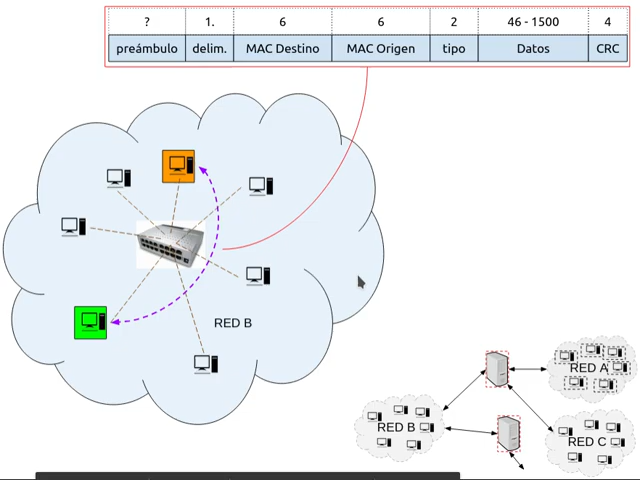 ? 1. 6 6 2 46 - 1500 4
preámbulo delim. MAC Destino MAC Origen tipo Datos CRC
RED B
RED A
RED B
RED C